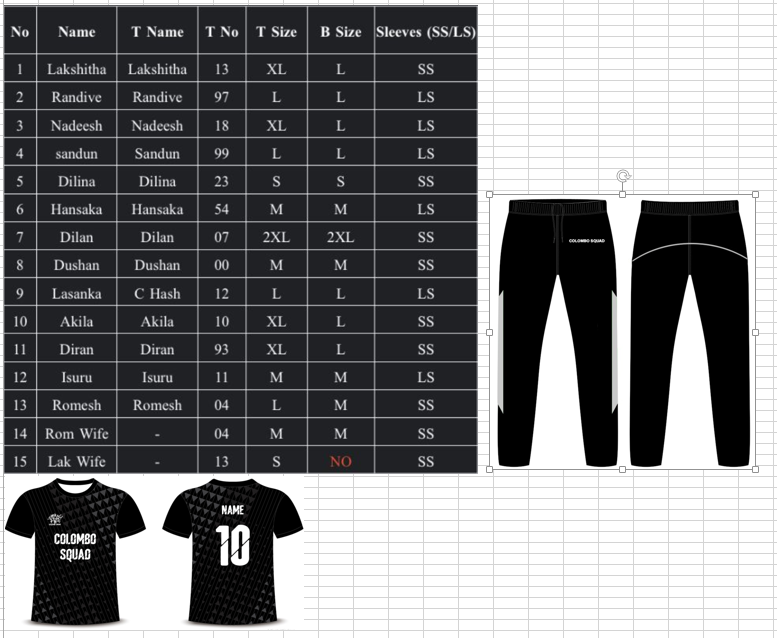 No Name T Name T No T Size B Size Sleeves (SS/LS)
1 Lakshitha Lakshitha 13 XL L SS
2 Randive Randive 97 L L LS
3 Nadeesh Nadeesh 18 XL L LS
4 sandun Sandun 99 L L LS
5 Dilina Dilina 23 S S SS
6 Hansaka Hansaka 54 M M LS
7 Dilan Dilan 07 2XL 2XL SS
8 Dushan Dushan 00 M M SS
9 Lasanka C Hash 12 L L LS
10 Akila Akila 10 XL L SS
11 Diran Diran 93 XL L SS
12 Isuru Isuru 11 M M LS
13 Romesh Romesh 04 L M SS
14 Rom Wife - 04 M M SS
15 Lak Wife - 13 S NO SS
COLOMBO SQUAD
COLOMBO
SQUAD
NAME
10